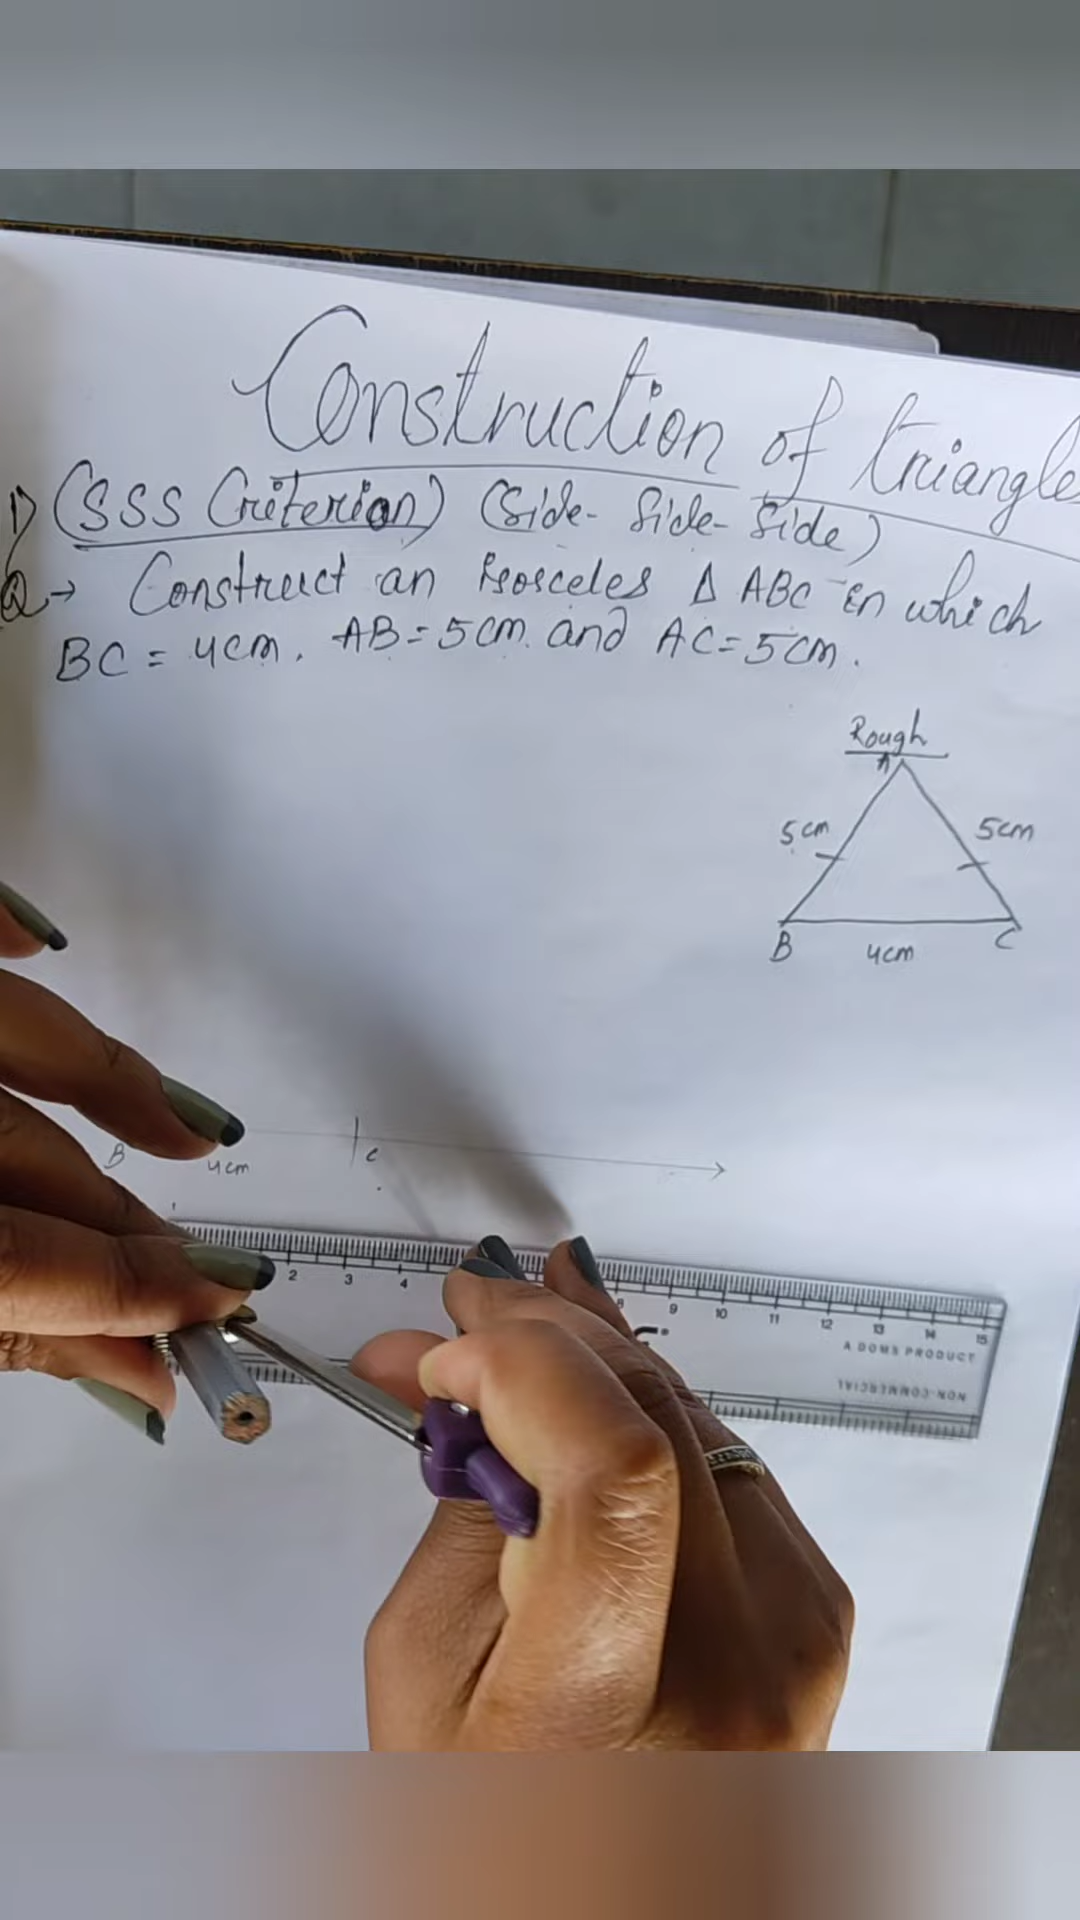 Construction of triangle
1) (SSS Criterion) (Side- Side- Side)
Q→ Construct an isosceles Δ ABC in which
BC = 4cm, AB = 5cm and AC = 5cm.
Rough
A
5cm 5cm
B 4cm C
B 4cm C
2 3 4 8 9 10 11 12 13 14 15
A DOMS PRODUCT
NON-COMMERCIAL